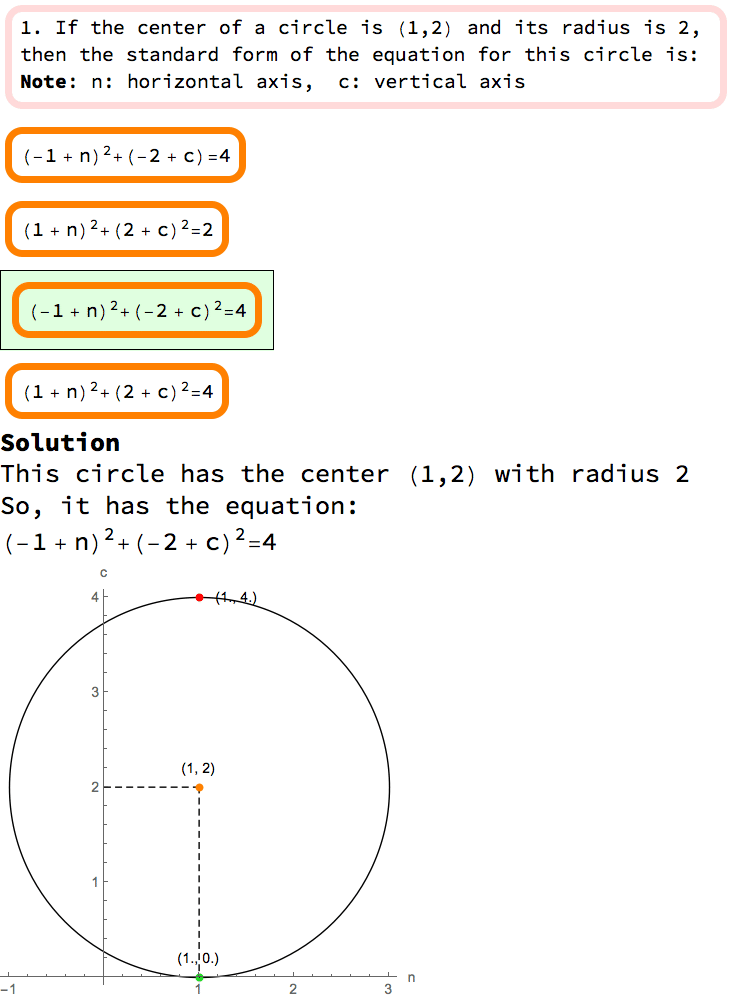 1. If the center of a circle is (1,2) and its radius is 2,
then the standard form of the equation for this circle is:
Note: n: horizontal axis, c: vertical axis
(-1 + n)²+(-2 + c)=4
(1 + n)²+(2 + c)²=2
(-1 + n)²+(-2 + c)²=4
(1 + n)²+(2 + c)²=4
Solution
This circle has the center (1,2) with radius 2
So, it has the equation:
(-1 + n)²+(-2 + c)²=4
c
4
(1., 4.)
3
(1, 2)
2
1
(1., 0.)
n
-1
1
2
3